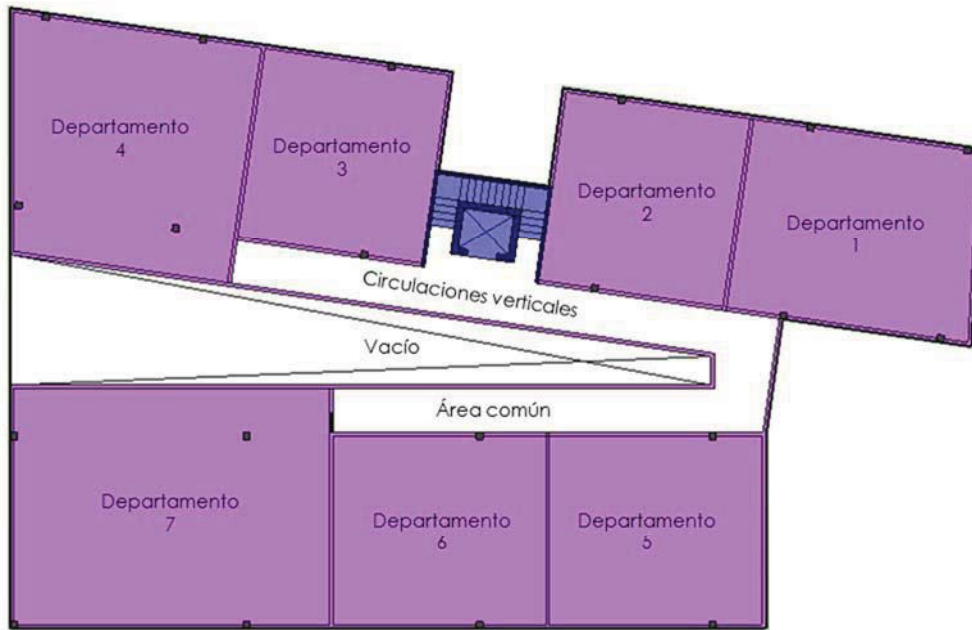 Departamento
4
Departamento
3
Departamento
2
Departamento
1
Circulaciones verticales
Vacío
Área común
Departamento
7
Departamento
6
Departamento
5